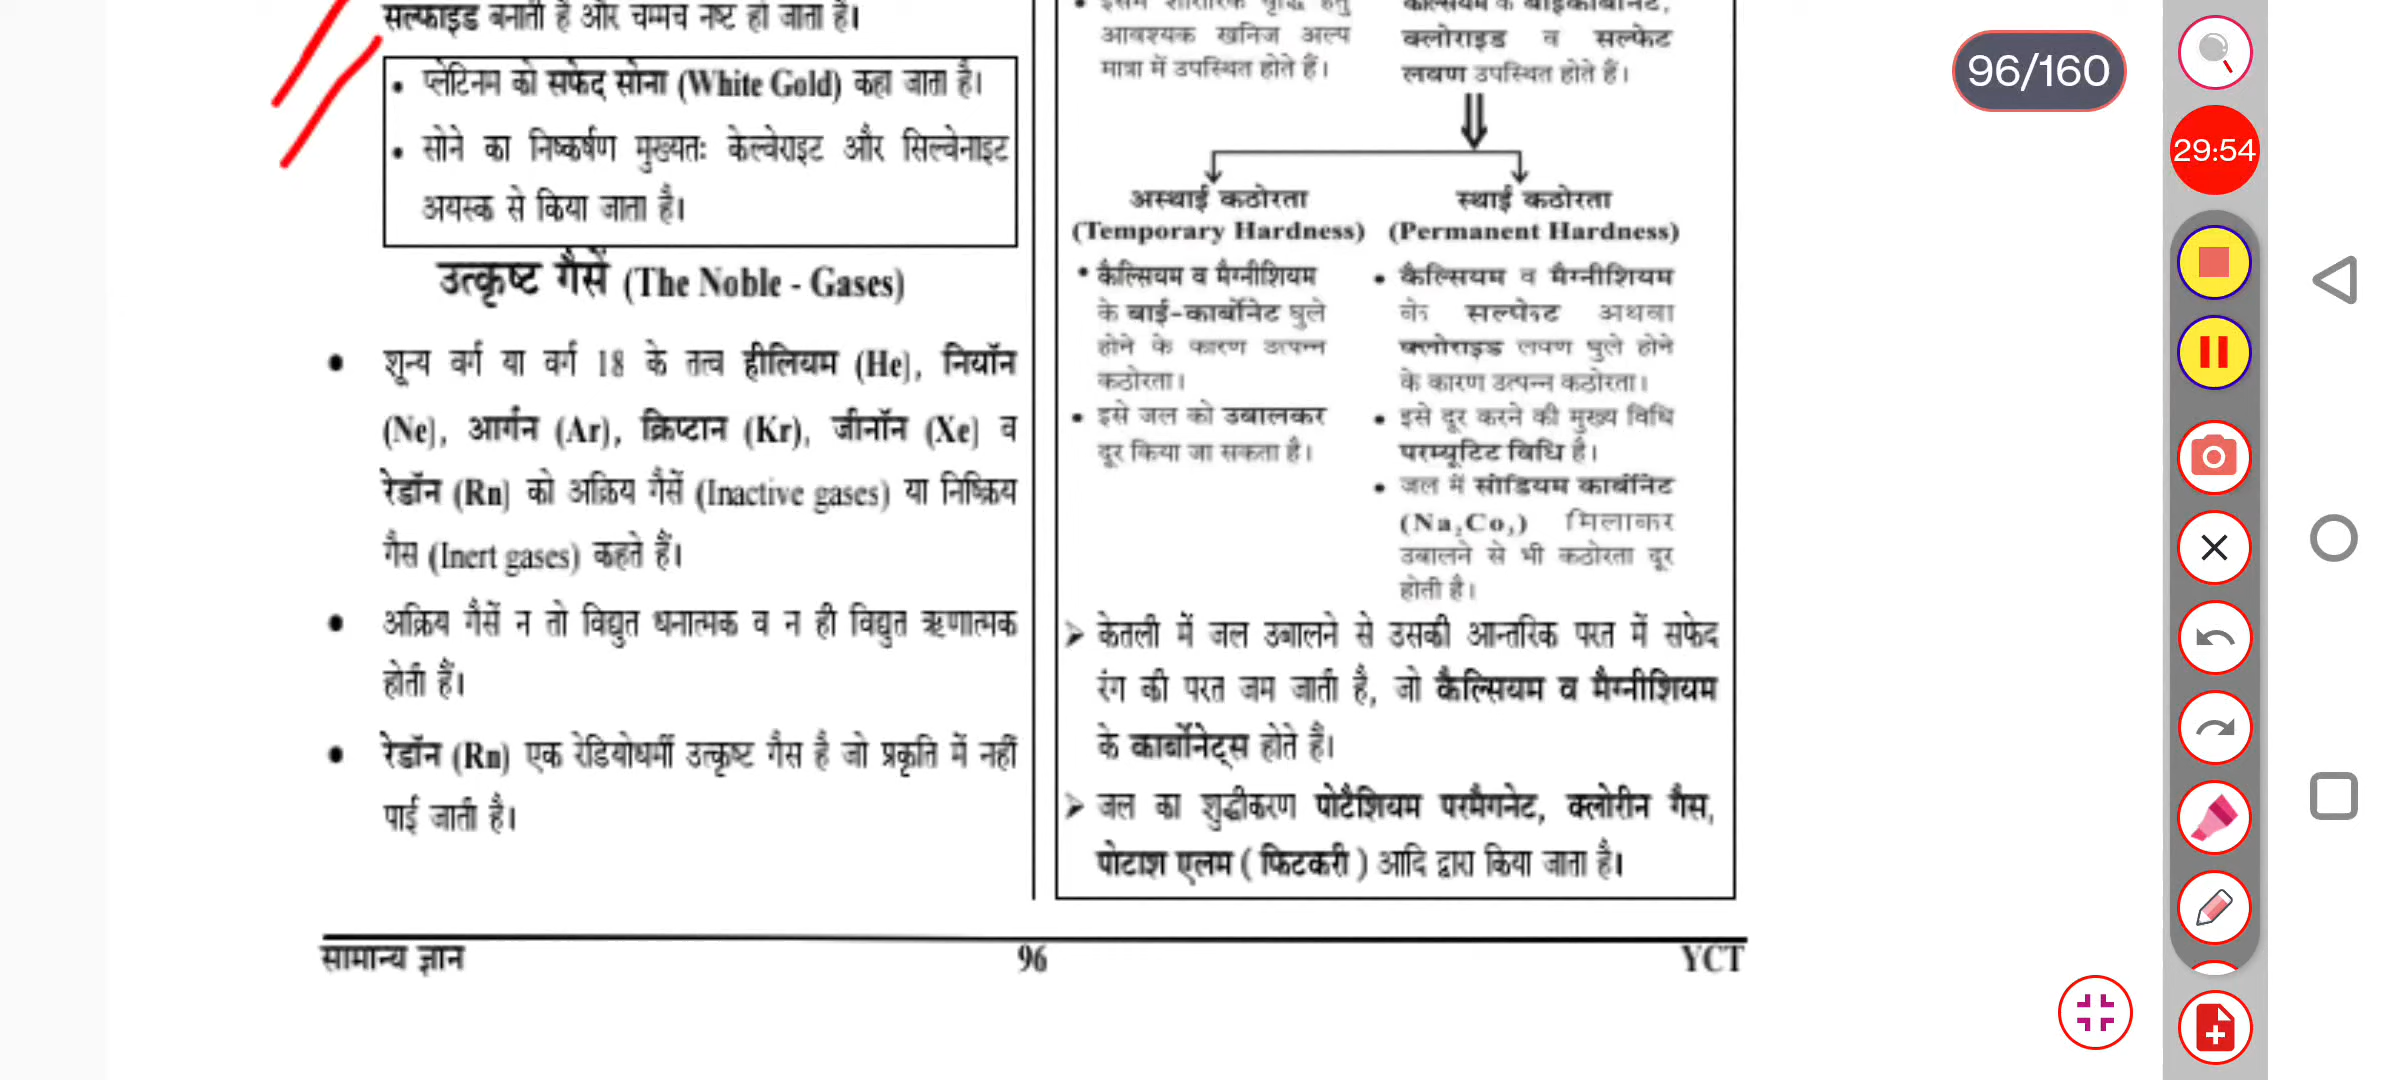 सल्फाइड बनाती है और चम्मच नष्ट हो जाता है।
• प्लेटिनम को सफेद सोना (White Gold) कहा जाता है।
• सोने का निष्कर्षण मुख्यतः केल्वेराइट और सिल्वेनाइट
अयस्क से किया जाता है।
उत्कृष्ट गैसें (The Noble - Gases)
• शून्य वर्ग या वर्ग 18 के तत्व हीलियम (He), नियॉन
(Ne), आर्गन (Ar), क्रिप्टान (Kr), जीनॉन (Xe) व
रेडॉन (Rn) को अक्रिय गैसें (Inactive gases) या निष्क्रिय
गैस (Inert gases) कहते हैं।
• अक्रिय गैसें न तो विद्युत धनात्मक व न ही विद्युत ऋणात्मक
होती हैं।
• रेडॉन (Rn) एक रेडियोधर्मी उत्कृष्ट गैस है जो प्रकृति में नहीं
पाई जाती है।
• इसमें शारीरिक वृद्धि हेतु
आवश्यक खनिज अल्प
मात्रा में उपस्थित होते हैं।
कैल्सियम के बाईकार्बोनेट,
क्लोराइड व सल्फेट
लवण उपस्थित होते हैं।
अस्थाई कठोरता
(Temporary Hardness)
• कैल्सियम व मैग्नीशियम
के बाई-कार्बोनेट घुले
होने के कारण उत्पन्न
कठोरता।
• इसे जल को उबालकर
दूर किया जा सकता है।
स्थाई कठोरता
(Permanent Hardness)
• कैल्सियम व मैग्नीशियम
के सल्फेट अथवा
क्लोराइड लवण घुले होने
के कारण उत्पन्न कठोरता।
• इसे दूर करने की मुख्य विधि
परम्यूटिट विधि है।
• जल में सोडियम कार्बोनेट
(Na₂Co₃) मिलाकर
उबालने से भी कठोरता दूर
होती है।
➤ केतली में जल उबालने से उसकी आन्तरिक परत में सफेद
रंग की परत जम जाती है, जो कैल्सियम व मैग्नीशियम
के कार्बोनेट्स होते हैं।
➤ जल का शुद्धीकरण पोटैशियम परमैगनेट, क्लोरीन गैस,
पोटाश एलम ( फिटकरी ) आदि द्वारा किया जाता है।
सामान्य ज्ञान
96
YCT
96/160
29:54